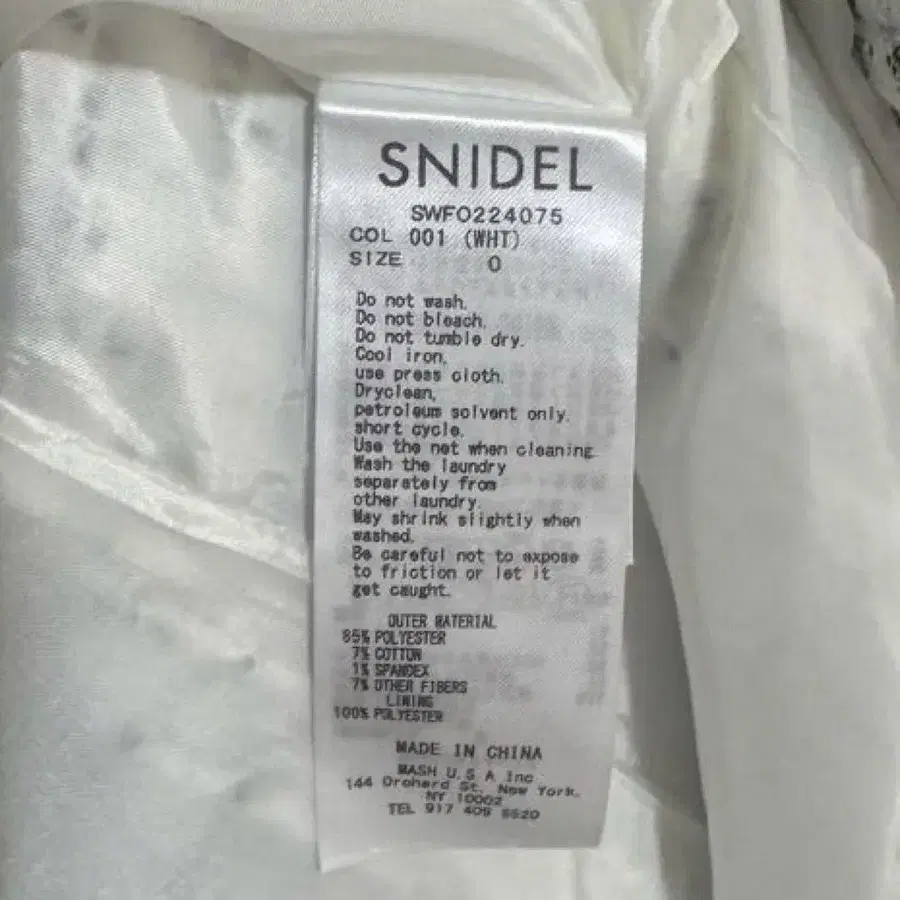 SNIDEL
SWFO224075
COL 001 (WHT)
SIZE 0
Do not wash.
Do not bleach.
Do not tumble dry.
Cool iron,
use press cloth.
Dryclean,
petroleum solvent only.
short cycle.
Use the net when cleaning.
Wash the laundry
separately from
other laundry.
May shrink slightly when
washed.
Be careful not to expose
to friction or let it
get caught.
OUTER MATERIAL
85% POLYESTER
7% COTTON
1% SPANDEX
7% OTHER FIBERS
LINING
100% POLYESTER
MADE IN CHINA
MASH U.S A Inc
144 Orchard St. New York.
NY 10002
TEL 917 409 5520